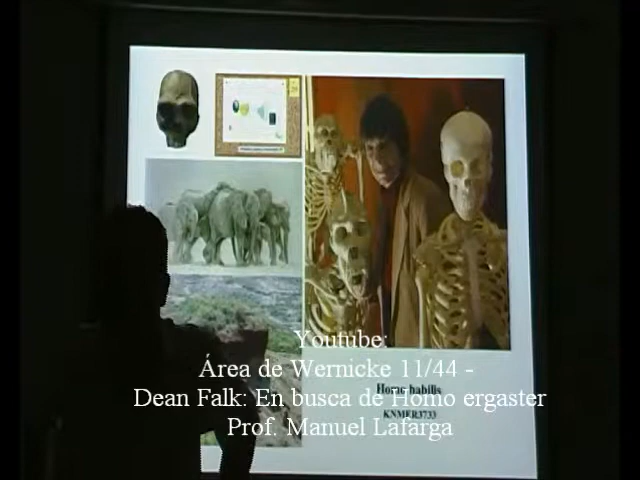 Homo habilis
KNMER3733
Youtube:
Área de Wernicke 11/44 -
Dean Falk: En busca de Homo ergaster
Prof. Manuel Lafarga